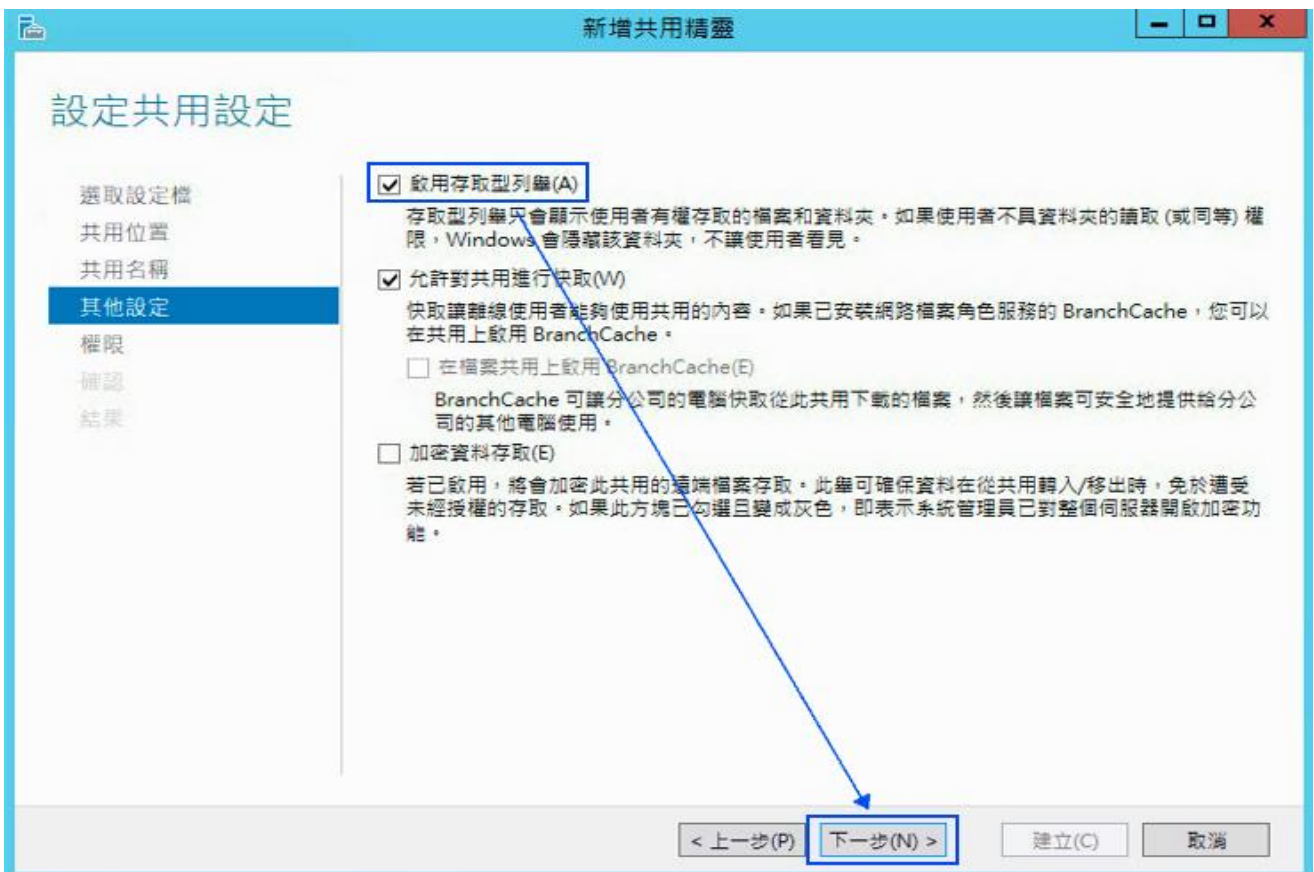 新增共用精靈
設定共用設定
選取設定檔
共用位置
共用名稱
其他設定
權限
確認
結果
啟用存取型列舉(A)
存取型列舉只會顯示使用者有權存取的檔案和資料夾。如果使用者不具資料夾的讀取 (或同等) 權
限,Windows 會隱藏該資料夾,不讓使用者看見。
允許對共用進行快取(W)
快取讓離線使用者能夠使用共用的內容。如果已安裝網路檔案角色服務的 BranchCache,您可以
在共用上啟用 BranchCache。
在檔案共用上啟用 BranchCache(E)
BranchCache 可讓分公司的電腦快取從此共用下載的檔案,然後讓檔案可安全地提供給分公
司的其他電腦使用。
加密資料存取(E)
若已啟用,將會加密此共用的遠端檔案存取。此舉可確保資料在從共用轉入/移出時,免於遭受
未經授權的存取。如果此方塊已勾選且變成灰色,即表示系統管理員已對整個伺服器開啟加密功
能。
< 上一步(P)
下一步(N) >
建立(C)
取消